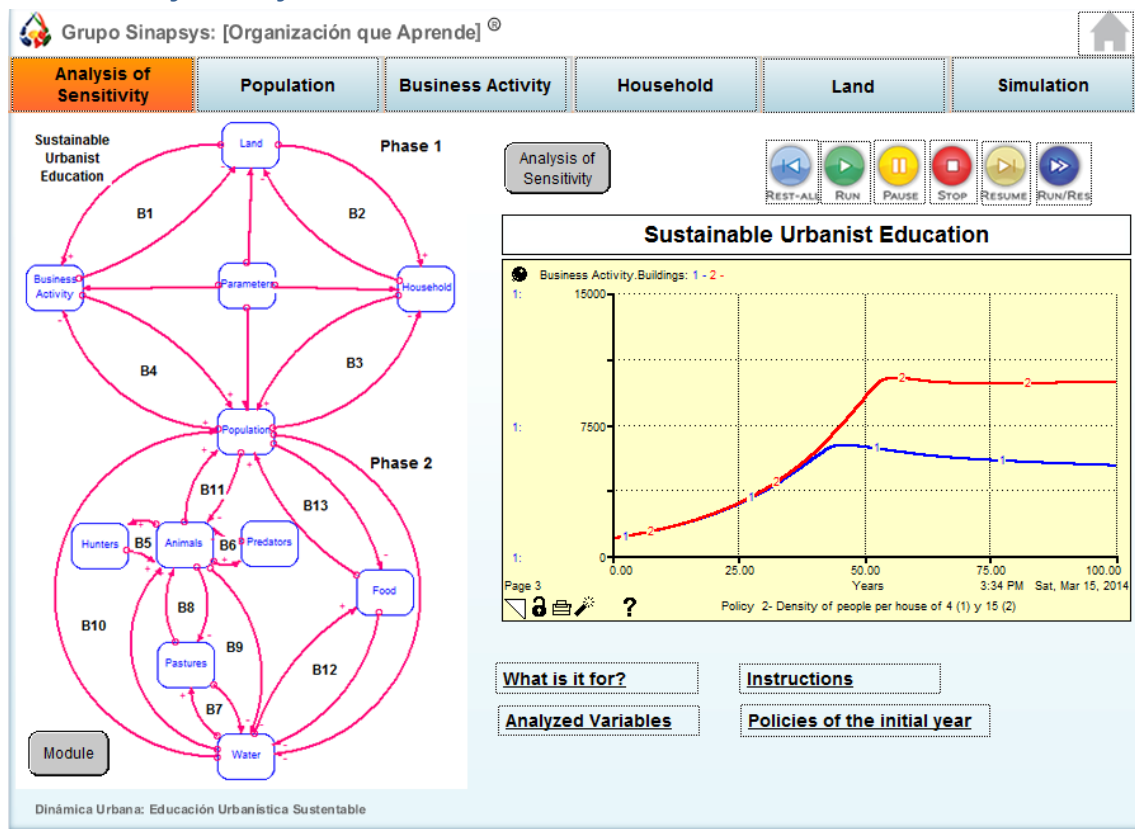 Grupo Sinapsys: [Organización que Aprende] ®
Analysis of
Sensitivity
Population
Business Activity
Household
Land
Simulation
Sustainable
Urbanist
Education
Phase 1
Land
B1
B2
Business
Activity
Parameters
Household
B4
B3
Population
Phase 2
B11
B13
Hunters
B5
Animals
B6
Predators
Food
B8
B10
B9
Pastures
B12
B7
Water
Module
Analysis of
Sensitivity
REST-ALL
RUN
PAUSE
STOP
RESUME
RUN/RES
Sustainable Urbanist Education
Business Activity.Buildings: 1 - 2 -
1: 15000
1: 7500
1: 0
0.00 25.00 50.00 75.00 100.00
Page 3 Years 3:34 PM Sat, Mar 15, 2014
? Policy 2- Density of people per house of 4 (1) y 15 (2)
What is it for?
Instructions
Analyzed Variables
Policies of the initial year
Dinámica Urbana: Educación Urbanística Sustentable